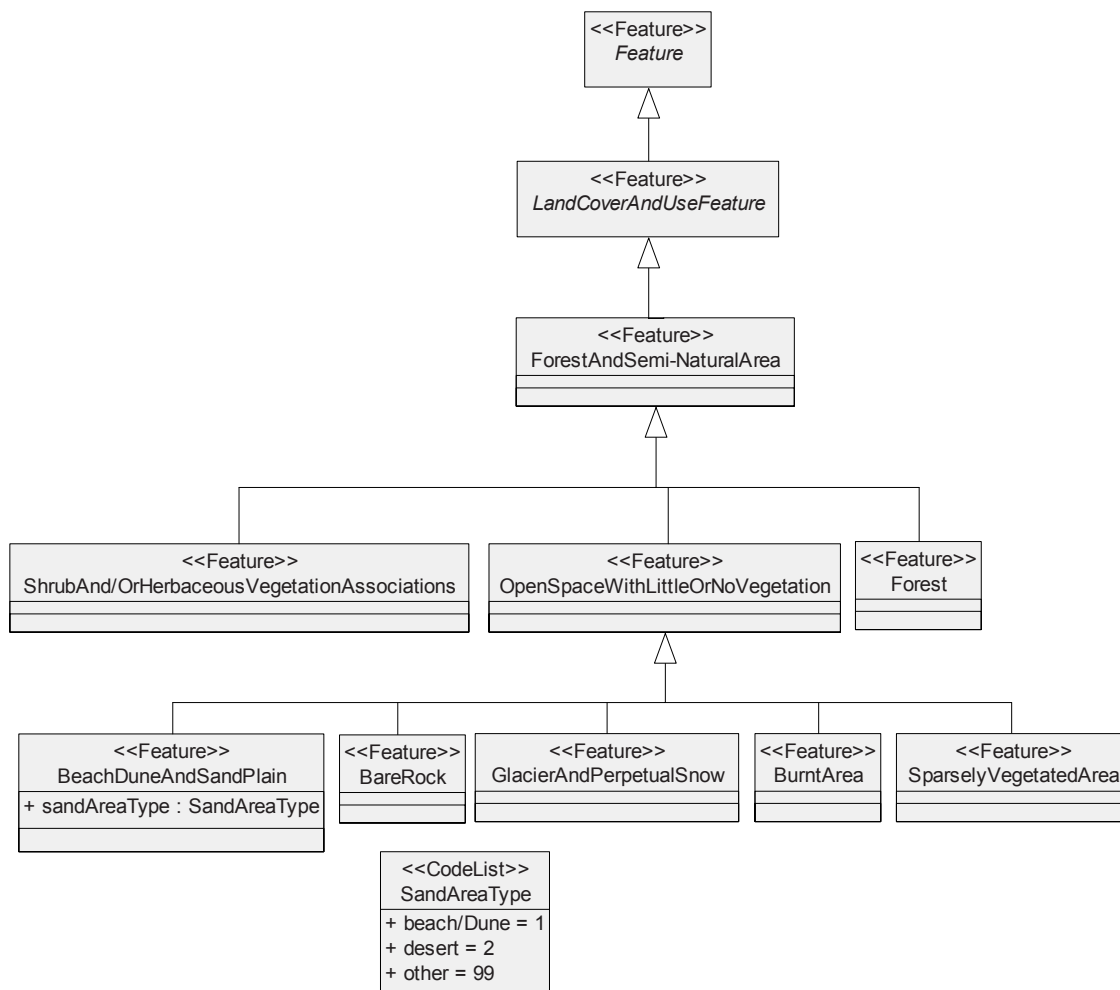 <<Feature>>
Feature
<<Feature>>
LandCoverAndUseFeature
<<Feature>>
ForestAndSemi-NaturalArea
<<Feature>>
ShrubAnd/OrHerbaceousVegetationAssociations
<<Feature>>
OpenSpaceWithLittleOrNoVegetation
<<Feature>>
Forest
<<Feature>>
BeachDuneAndSandPlain
+ sandAreaType : SandAreaType
<<Feature>>
BareRock
<<Feature>>
GlacierAndPerpetualSnow
<<Feature>>
BurntArea
<<Feature>>
SparselyVegetatedArea
<<CodeList>>
SandAreaType
+ beach/Dune = 1
+ desert = 2
+ other = 99